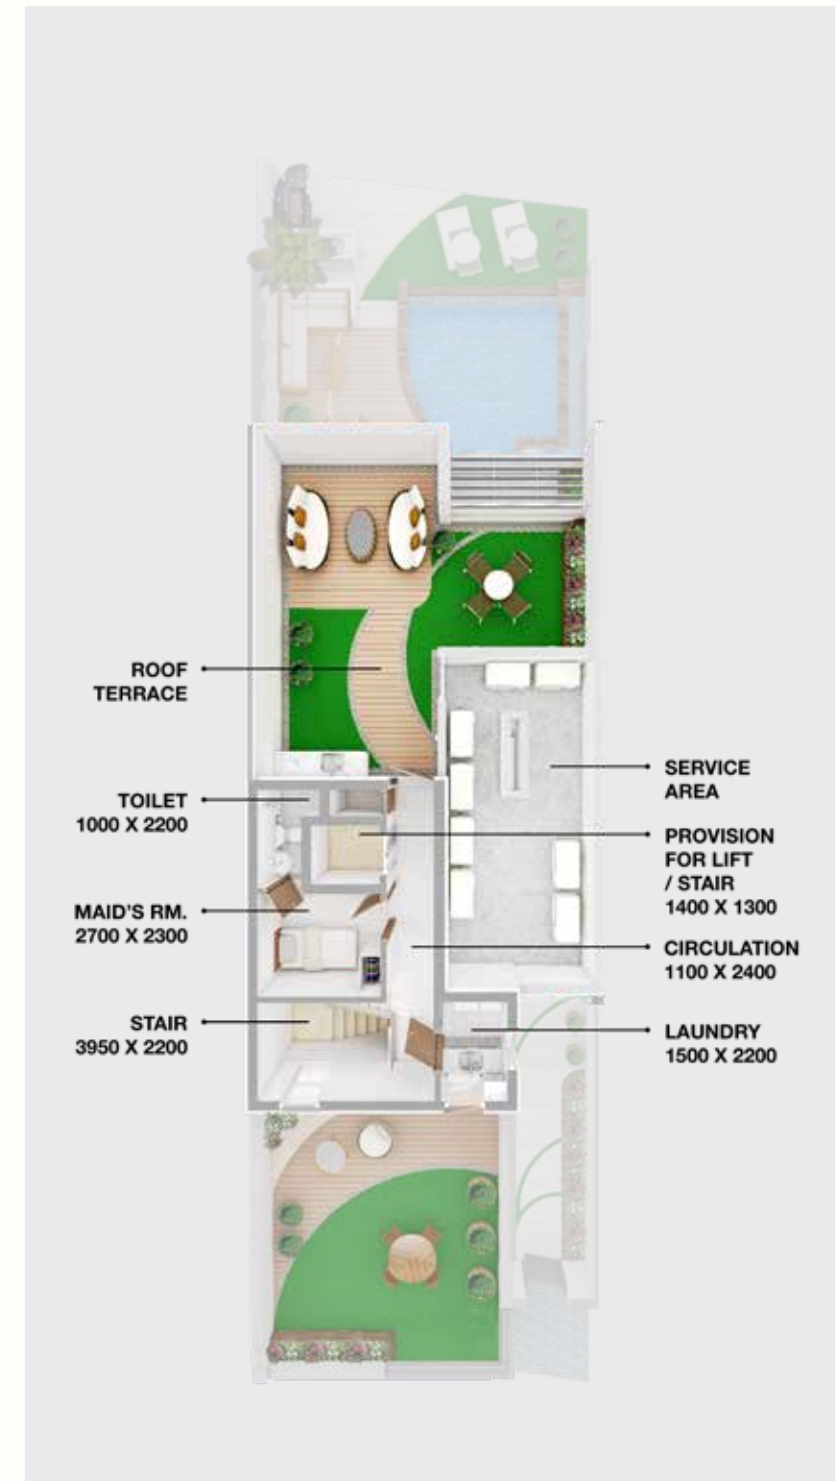 ROOF
TERRACE
TOILET
1000 X 2200
MAID'S RM.
2700 X 2300
STAIR
3950 X 2200
SERVICE
AREA
PROVISION
FOR LIFT
/ STAIR
1400 X 1300
CIRCULATION
1100 X 2400
LAUNDRY
1500 X 2200